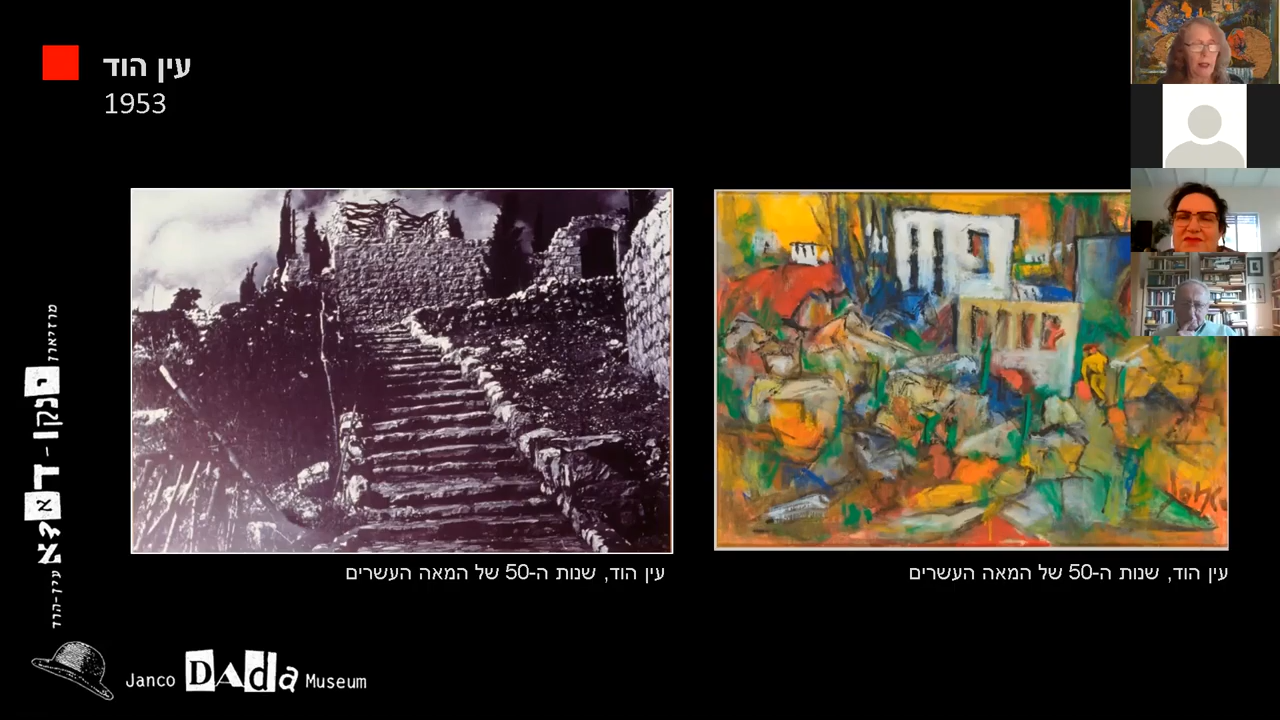 עין הוד
1953
עין הוד, שנות ה-50 של המאה העשרים
עין הוד, שנות ה-50 של המאה העשרים
מוזיאון ינקו-דאדא עין-הוד
Janco Dada Museum
Janco